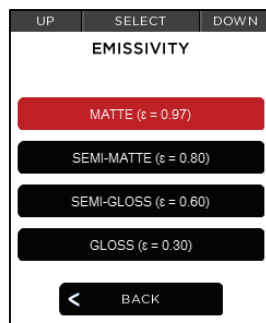 UP SELECT DOWN
EMISSIVITY
MATTE (ε = 0.97)
SEMI-MATTE (ε = 0.80)
SEMI-GLOSS (ε = 0.60)
GLOSS (ε = 0.30)
< BACK